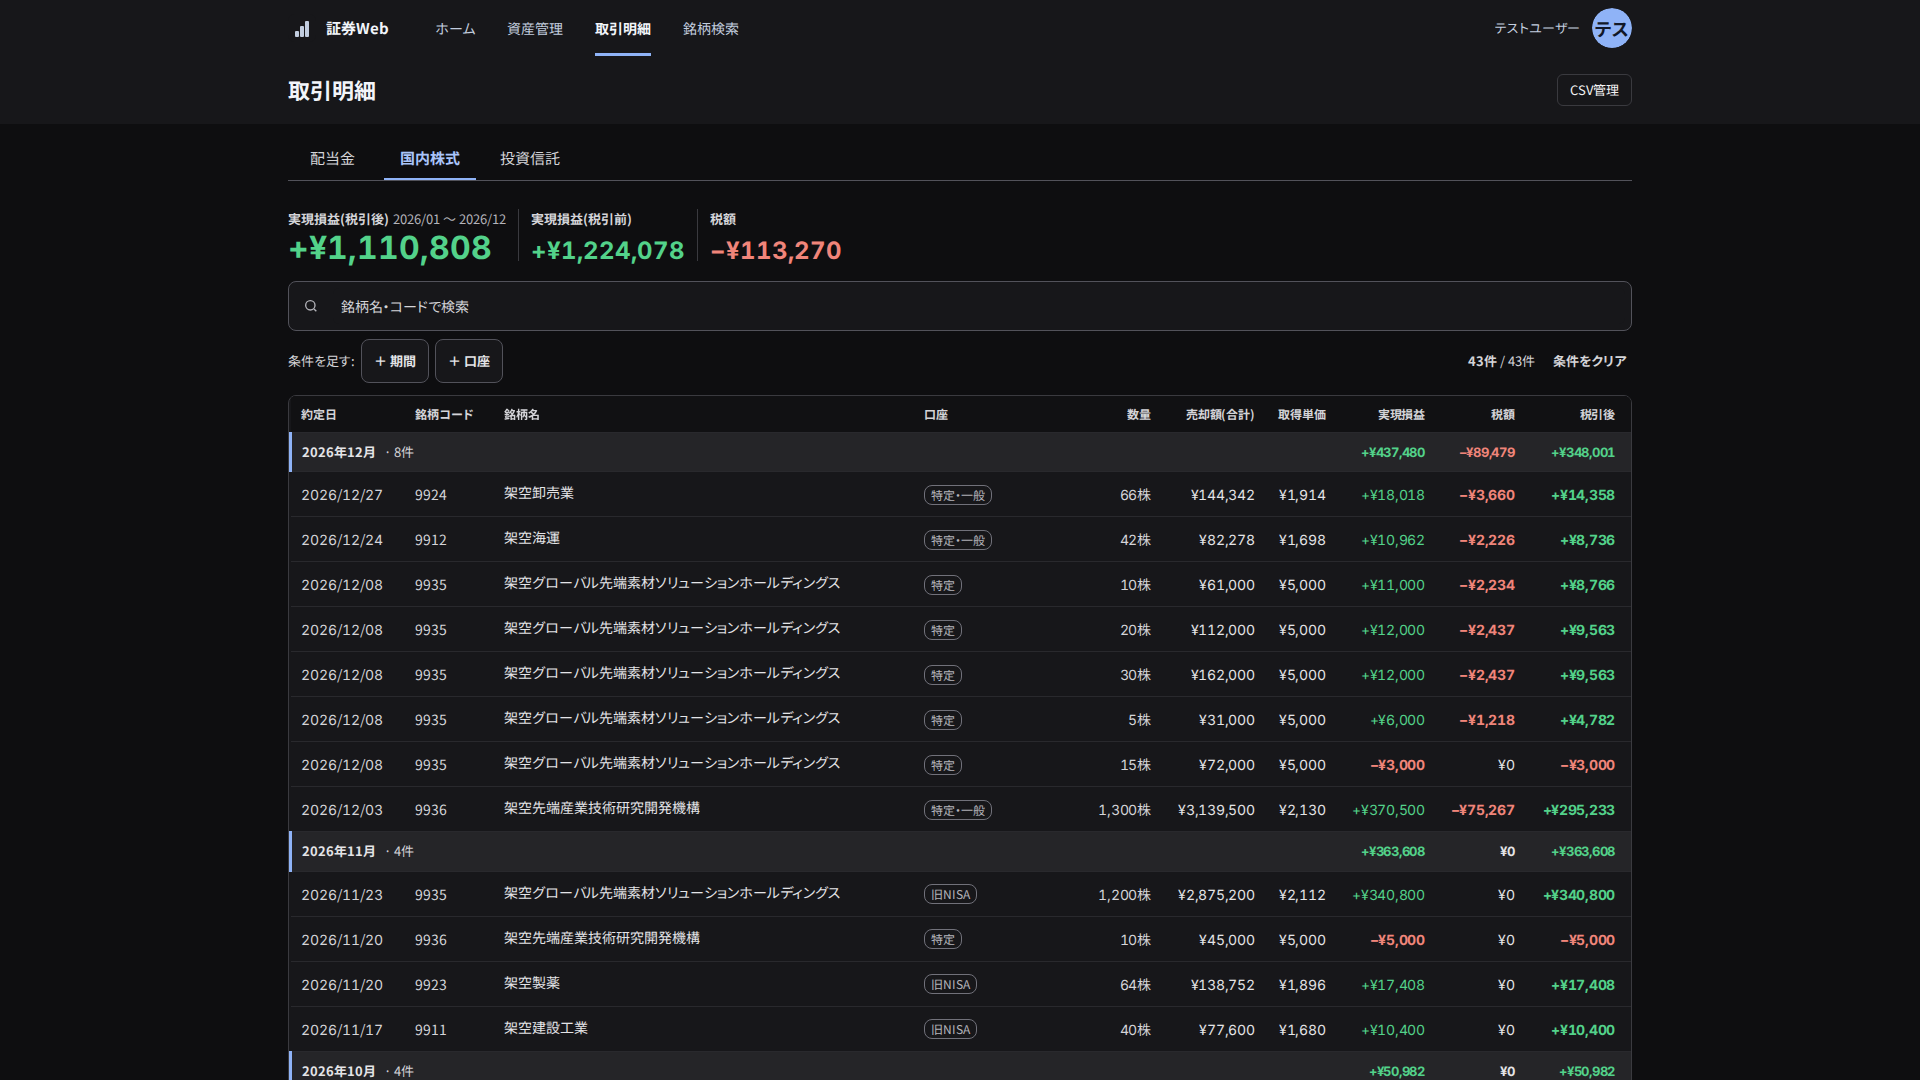 証券Web ホーム 資産管理 取引明細 銘柄検索 テストユーザー テス
取引明細 CSV管理
配当金 国内株式 投資信託
実現損益(税引後) 2026/01 〜 2026/12 実現損益(税引前) 税額
+¥1,110,808 +¥1,224,078 −¥113,270
銘柄名・コードで検索
条件を足す: ＋ 期間 ＋ 口座 43件 / 43件 条件をクリア
約定日 銘柄コード 銘柄名 口座 数量 売却額(合計) 取得単価 実現損益 税額 税引後
2026年12月 · 8件 +¥437,480 −¥89,479 +¥348,001
2026/12/27 9924 架空卸売業 特定・一般 66株 ¥144,342 ¥1,914 +¥18,018 −¥3,660 +¥14,358
2026/12/24 9912 架空海運 特定・一般 42株 ¥82,278 ¥1,698 +¥10,962 −¥2,226 +¥8,736
2026/12/08 9935 架空グローバル先端素材ソリューションホールディングス 特定 10株 ¥61,000 ¥5,000 +¥11,000 −¥2,234 +¥8,766
2026/12/08 9935 架空グローバル先端素材ソリューションホールディングス 特定 20株 ¥112,000 ¥5,000 +¥12,000 −¥2,437 +¥9,563
2026/12/08 9935 架空グローバル先端素材ソリューションホールディングス 特定 30株 ¥162,000 ¥5,000 +¥12,000 −¥2,437 +¥9,563
2026/12/08 9935 架空グローバル先端素材ソリューションホールディングス 特定 5株 ¥31,000 ¥5,000 +¥6,000 −¥1,218 +¥4,782
2026/12/08 9935 架空グローバル先端素材ソリューションホールディングス 特定 15株 ¥72,000 ¥5,000 −¥3,000 ¥0 −¥3,000
2026/12/03 9936 架空先端産業技術研究開発機構 特定・一般 1,300株 ¥3,139,500 ¥2,130 +¥370,500 −¥75,267 +¥295,233
2026年11月 · 4件 +¥363,608 ¥0 +¥363,608
2026/11/23 9935 架空グローバル先端素材ソリューションホールディングス 旧NISA 1,200株 ¥2,875,200 ¥2,112 +¥340,800 ¥0 +¥340,800
2026/11/20 9936 架空先端産業技術研究開発機構 特定 10株 ¥45,000 ¥5,000 −¥5,000 ¥0 −¥5,000
2026/11/20 9923 架空製薬 旧NISA 64株 ¥138,752 ¥1,896 +¥17,408 ¥0 +¥17,408
2026/11/17 9911 架空建設工業 旧NISA 40株 ¥77,600 ¥1,680 +¥10,400 ¥0 +¥10,400
2026年10月 · 4件 +¥50,982 ¥0 +¥50,982